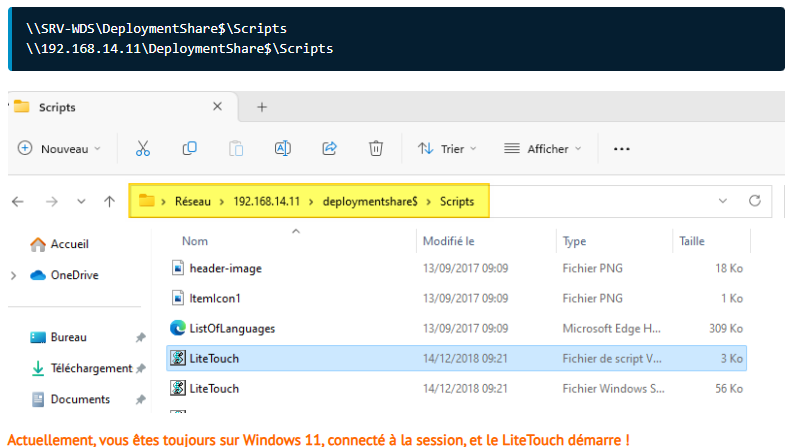 \\SRV-WDS\DeploymentShare$\Scripts
\\192.168.14.11\DeploymentShare$\Scripts
Scripts
Nouveau
Trier
Afficher
Réseau > 192.168.14.11 > deploymentshare$ > Scripts
Accueil
OneDrive
Bureau
Téléchargement
Documents
Nom Modifié le Type Taille
header-image 13/09/2017 09:09 Fichier PNG 18 Ko
ItemIcon1 13/09/2017 09:09 Fichier PNG 1 Ko
ListOfLanguages 13/09/2017 09:09 Microsoft Edge H... 309 Ko
LiteTouch 14/12/2018 09:21 Fichier de script V... 3 Ko
LiteTouch 14/12/2018 09:21 Fichier Windows S... 56 Ko
Actuellement, vous êtes toujours sur Windows 11, connecté à la session, et le LiteTouch démarre !